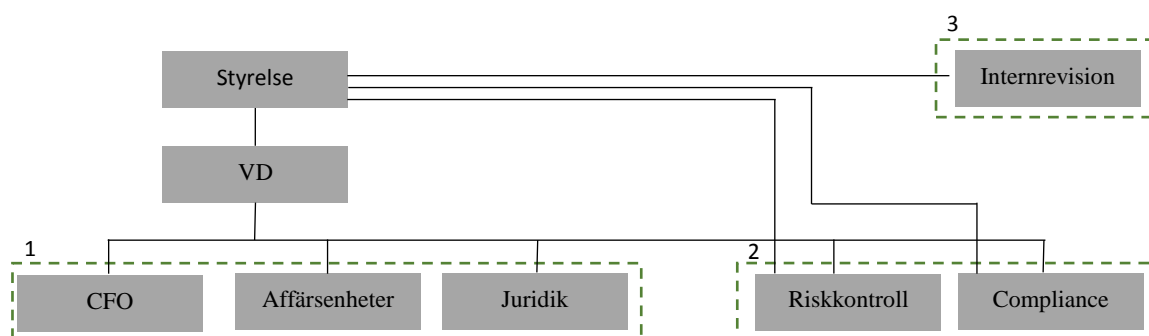 3
Styrelse
Internrevision
VD
1
2
CFO
Affärsenheter
Juridik
Riskkontroll
Compliance